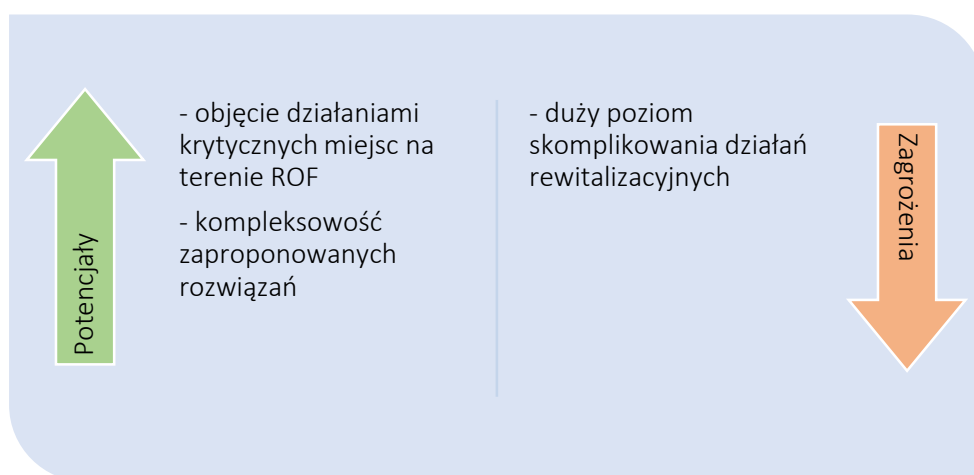 Potencjały
- objęcie działaniami
krytycznych miejsc na
terenie ROF
- kompleksowość
zaproponowanych
rozwiązań
- duży poziom
skomplikowania działań
rewitalizacyjnych
Zagrożenia